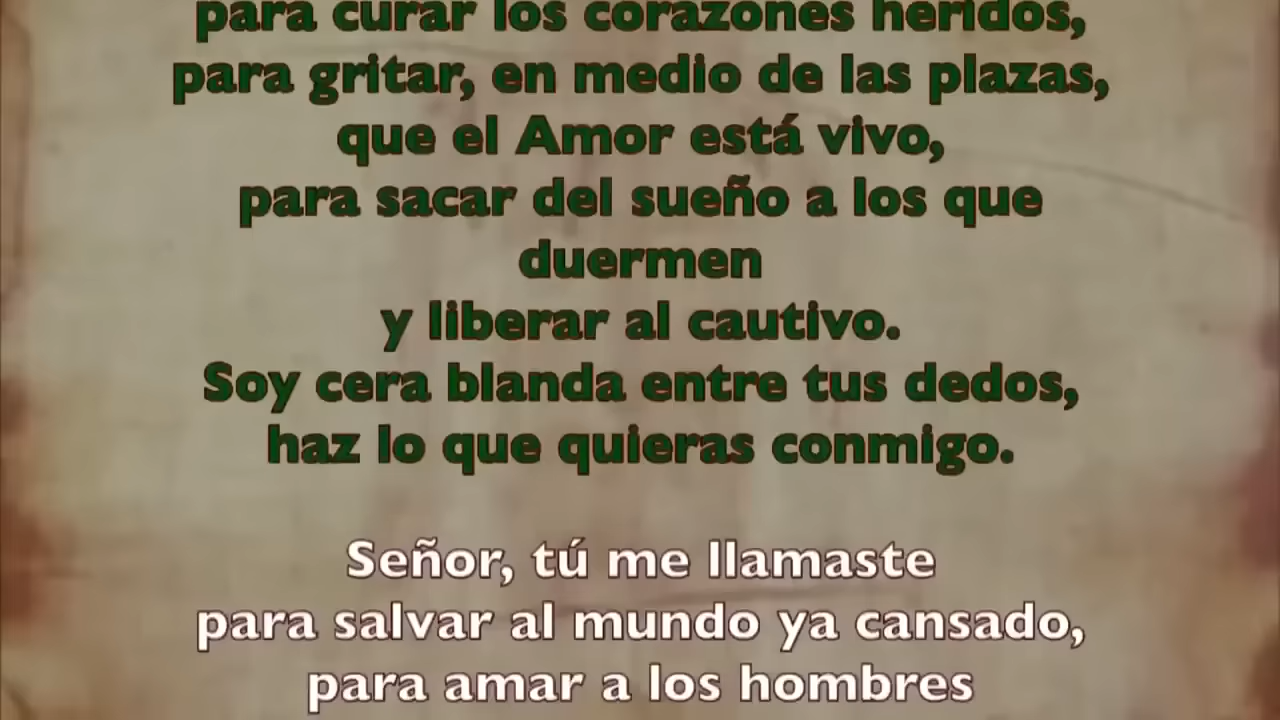 para curar los corazones heridos,
para gritar, en medio de las plazas,
que el Amor está vivo,
para sacar del sueño a los que
duermen
y liberar al cautivo.
Soy cera blanda entre tus dedos,
haz lo que quieras conmigo.
Señor, tú me llamaste
para salvar al mundo ya cansado,
para amar a los hombres